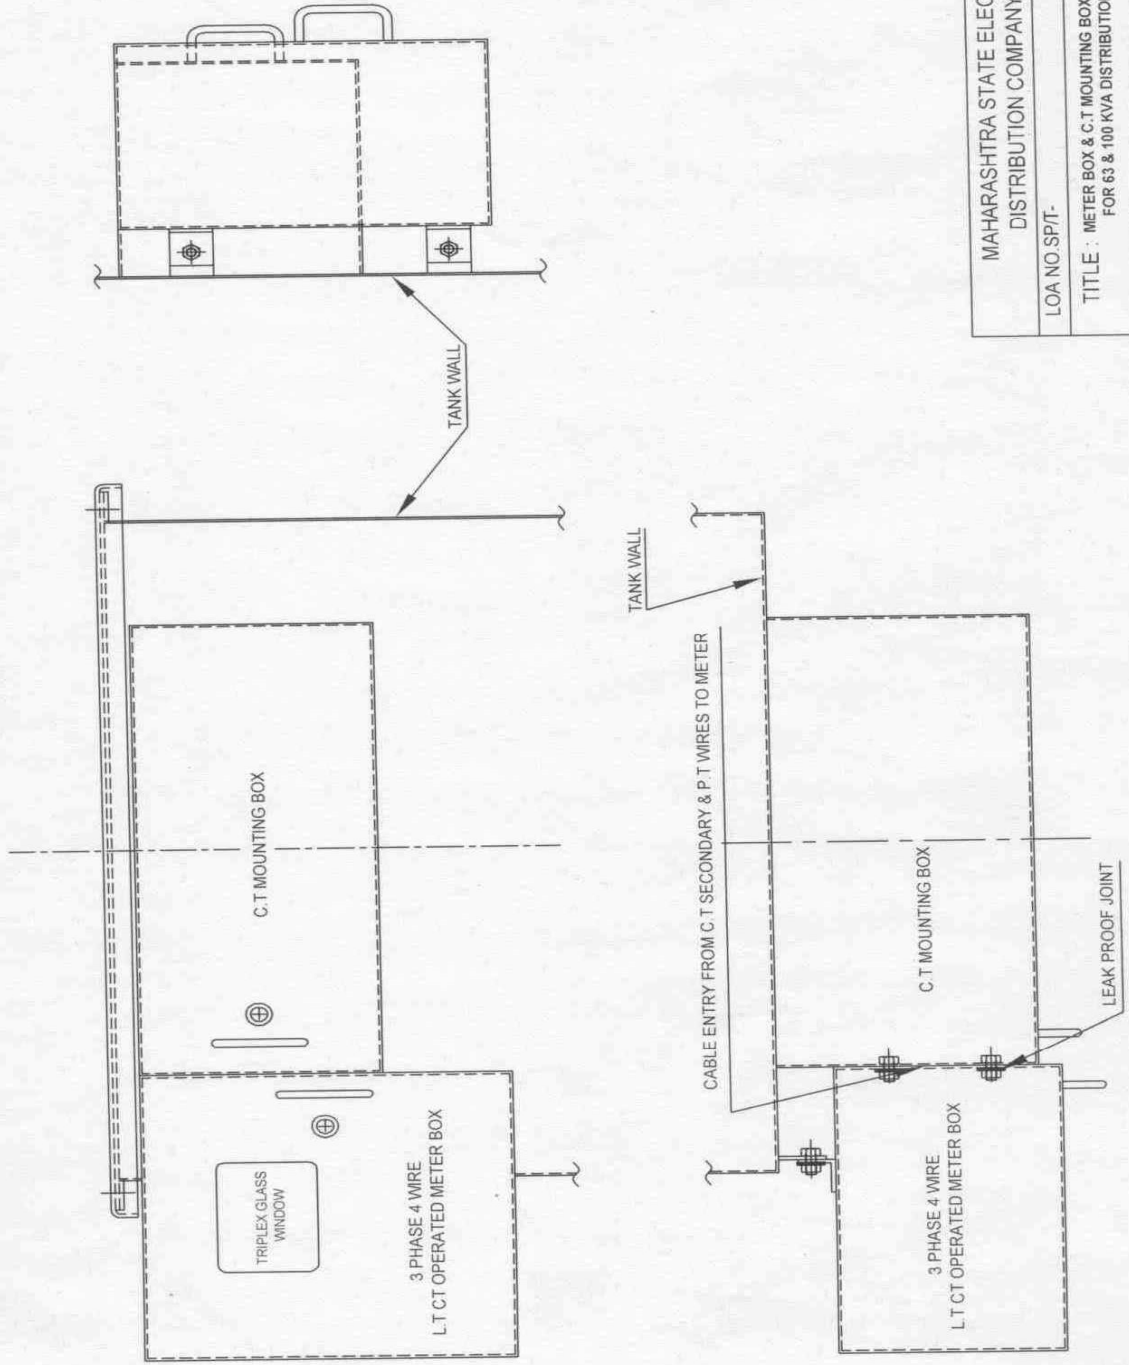 TANK WALL
C.T MOUNTING BOX
TRIPLEX GLASS
WINDOW
3 PHASE 4 WIRE
L.T CT OPERATED METER BOX
TANK WALL
CABLE ENTRY FROM C.T SECONDARY & P.T WIRES TO METER
C.T MOUNTING BOX
3 PHASE 4 WIRE
L.T CT OPERATED METER BOX
LEAK PROOF JOINT
MAHARASHTRA STATE ELEC
DISTRIBUTION COMPANY
LOA NO.SP/T-
TITLE : METER BOX & C.T MOUNTING BOX
FOR 63 & 100 KVA DISTRIBUTIO